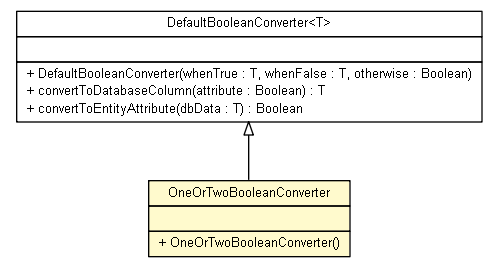 DefaultBooleanConverter<T>
+ DefaultBooleanConverter(whenTrue : T, whenFalse : T, otherwise : Boolean)
+ convertToDatabaseColumn(attribute : Boolean) : T
+ convertToEntityAttribute(dbData : T) : Boolean
OneOrTwoBooleanConverter
+ OneOrTwoBooleanConverter()